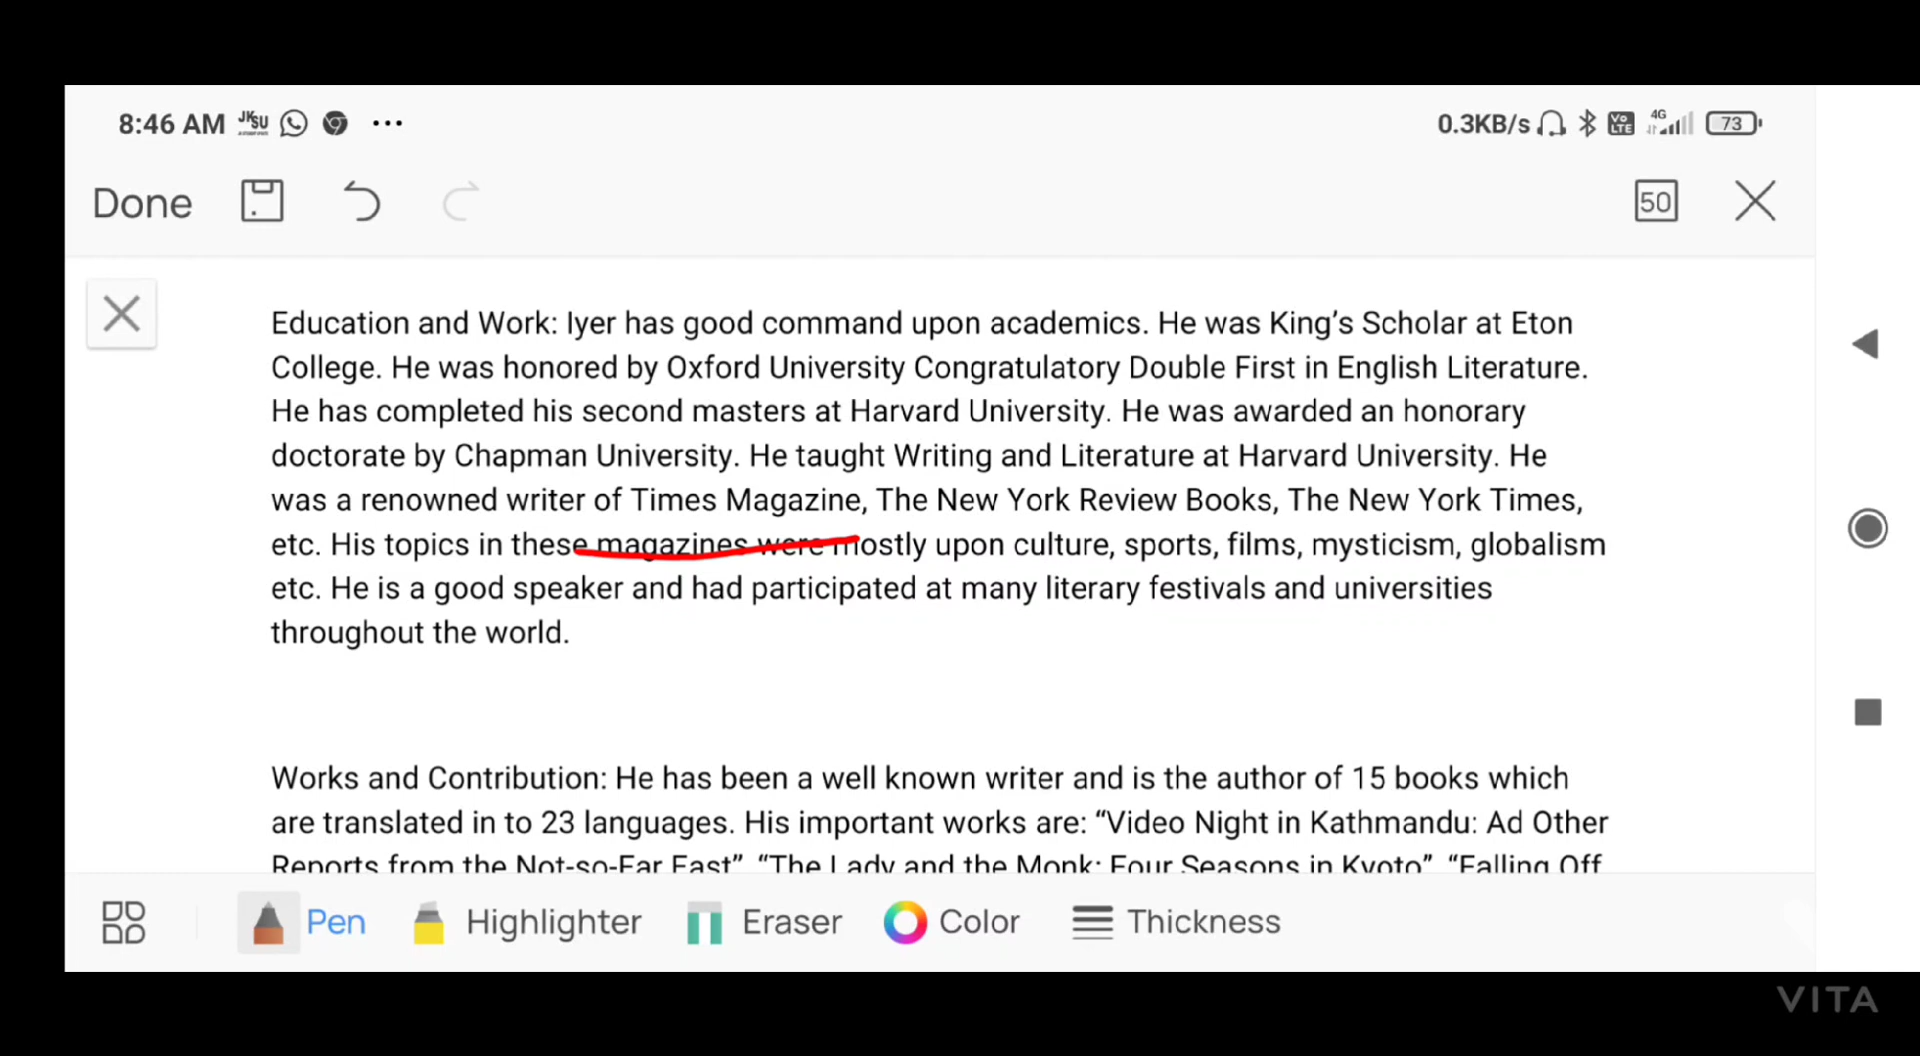 8:46 AM JKSU ...
0.3KB/s Vo LTE 4G 73
Done 50
Education and Work: Iyer has good command upon academics. He was King’s Scholar at Eton
College. He was honored by Oxford University Congratulatory Double First in English Literature.
He has completed his second masters at Harvard University. He was awarded an honorary
doctorate by Chapman University. He taught Writing and Literature at Harvard University. He
was a renowned writer of Times Magazine, The New York Review Books, The New York Times,
etc. His topics in these magazines were mostly upon culture, sports, films, mysticism, globalism
etc. He is a good speaker and had participated at many literary festivals and universities
throughout the world.
Works and Contribution: He has been a well known writer and is the author of 15 books which
are translated in to 23 languages. His important works are: “Video Night in Kathmandu: Ad Other
Reports from the Not-so-Far East”, “The Lady and the Monk: Four Seasons in Kyoto”, “Falling Off
Pen Highlighter Eraser Color Thickness
VITA